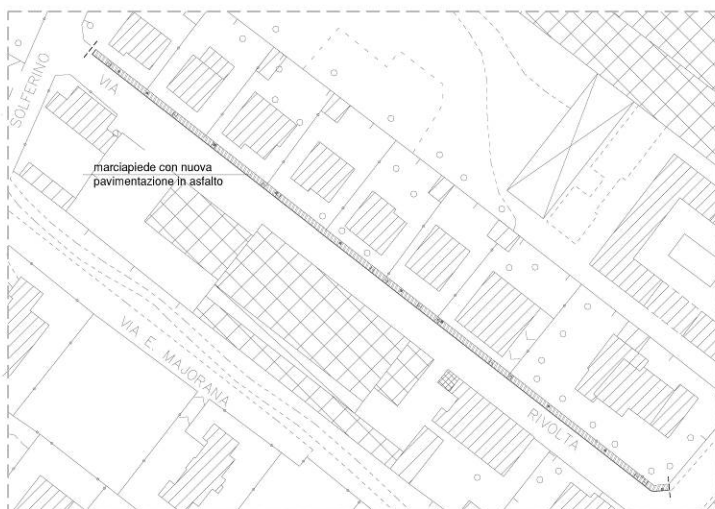 SOLFERINO
VIA
marciapiede con nuova
pavimentazione in asfalto
VIA E. MAJORANA
RIVOLTA